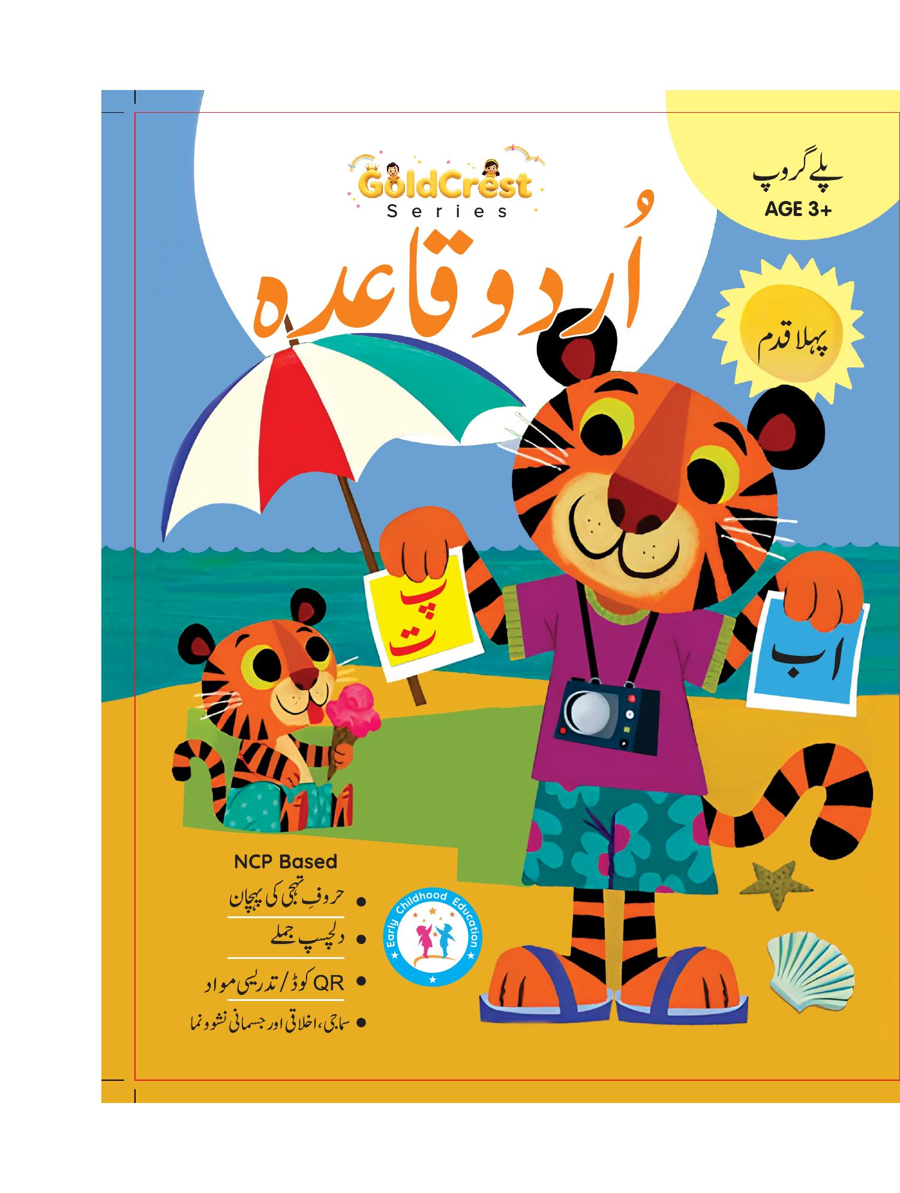 GoldCrest
Series
اُردو قاعدہ
پلے گروپ
AGE 3+
پہلا قدم
پ
ت
ا ب
NCP Based
حروفِ تہجی کی پہچان
دلچسپ جملے
QR کوڈ / تدریسی مواد
سماجی، اخلاقی اور جسمانی نشوونما
Early Childhood Education